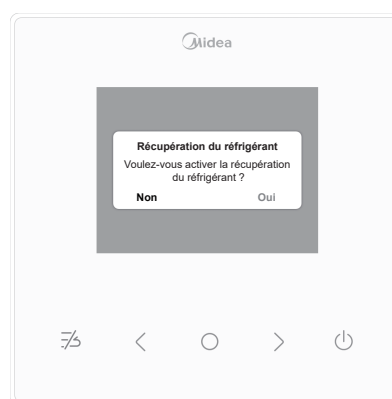 Midea
Récupération du réfrigérant
Voulez-vous activer la récupération
du réfrigérant ?
Non Oui